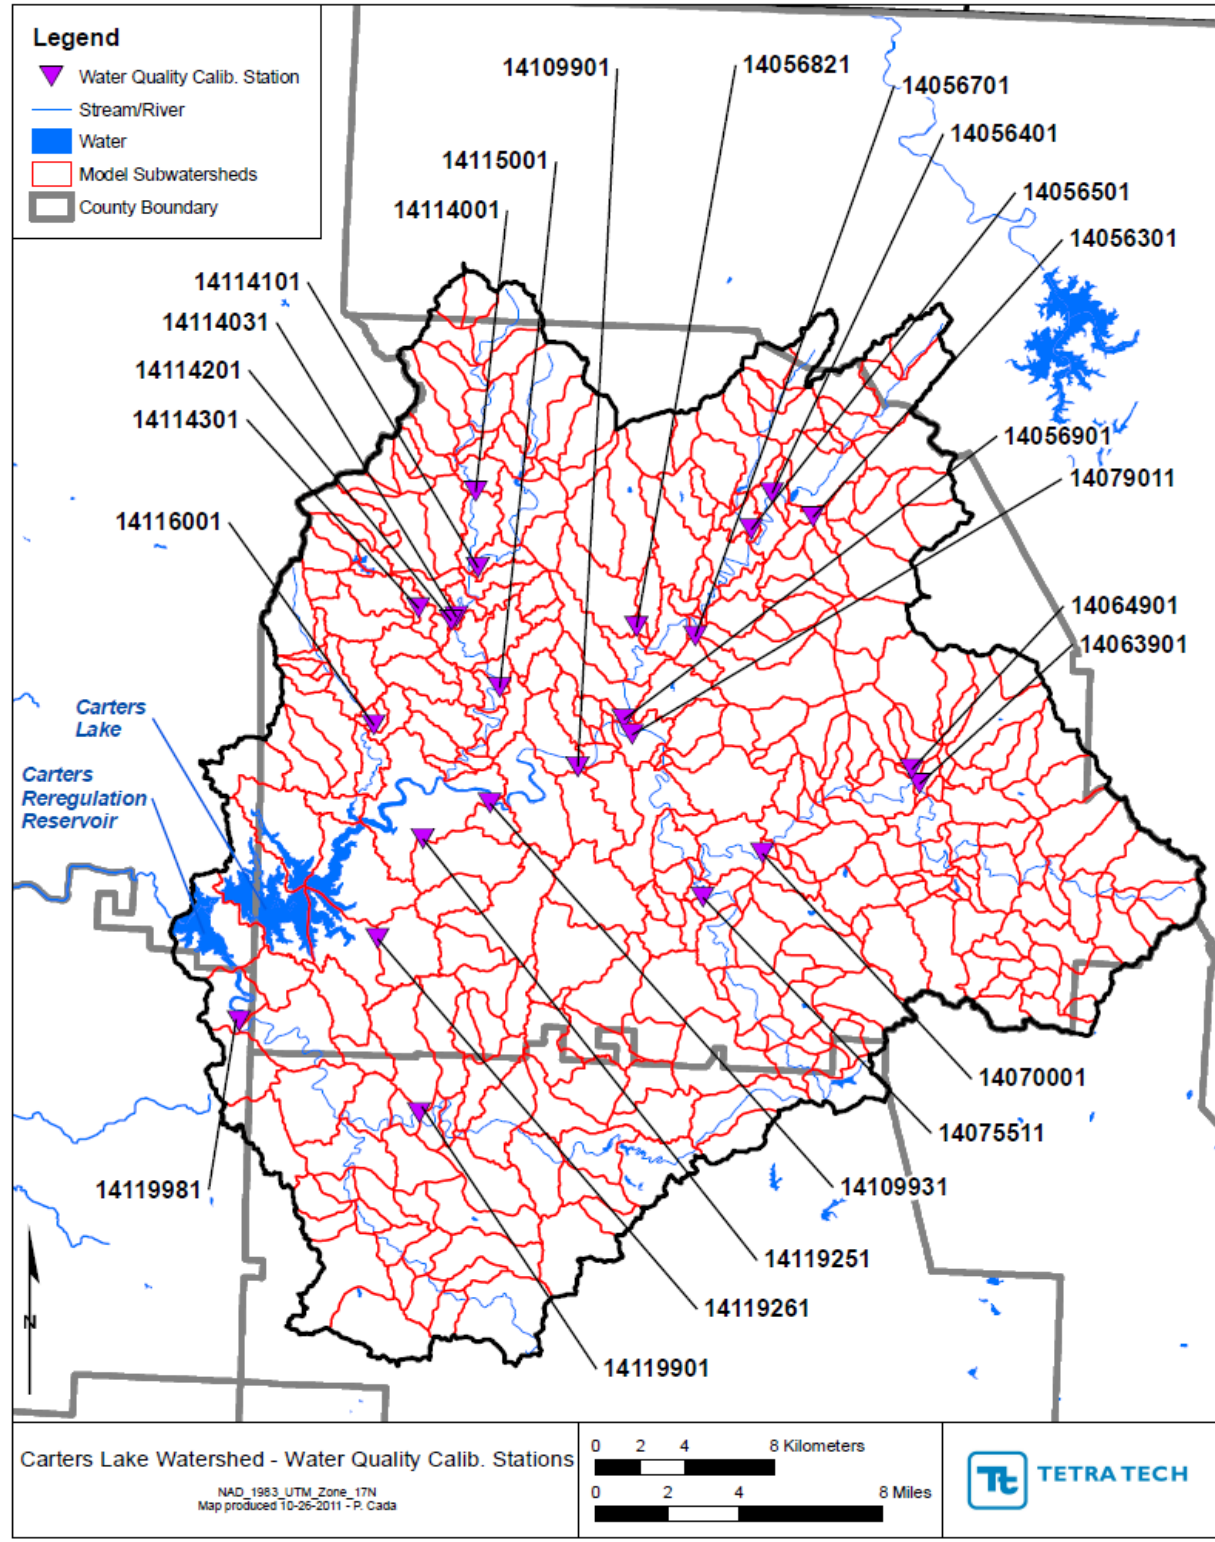 Legend
Water Quality Calib. Station
Stream/River
Water
Model Subwatersheds
County Boundary
14109901
14056821
14056701
14056401
14115001
14056501
14114001
14056301
14114101
14114031
14114201
14114301
14056901
14079011
14116001
14064901
14063901
Carters
Lake
Carters
Reregulation
Reservoir
14070001
14075511
14119981
14109931
14119251
14119261
14119901
N
Carters Lake Watershed - Water Quality Calib. Stations
NAD_1983_UTM_Zone_17N
Map produced 10-26-2011 - P. Cada
0 2 4 8 Kilometers
0 2 4 8 Miles
Tt TETRA TECH